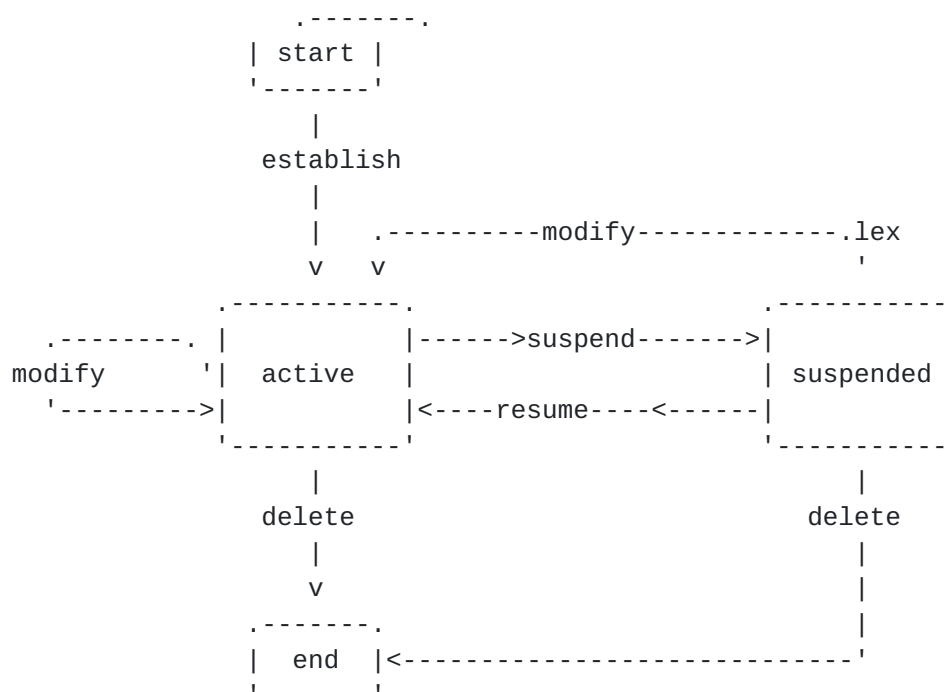 start
establish
modify lex
suspend
modify active suspended
resume
delete delete
end